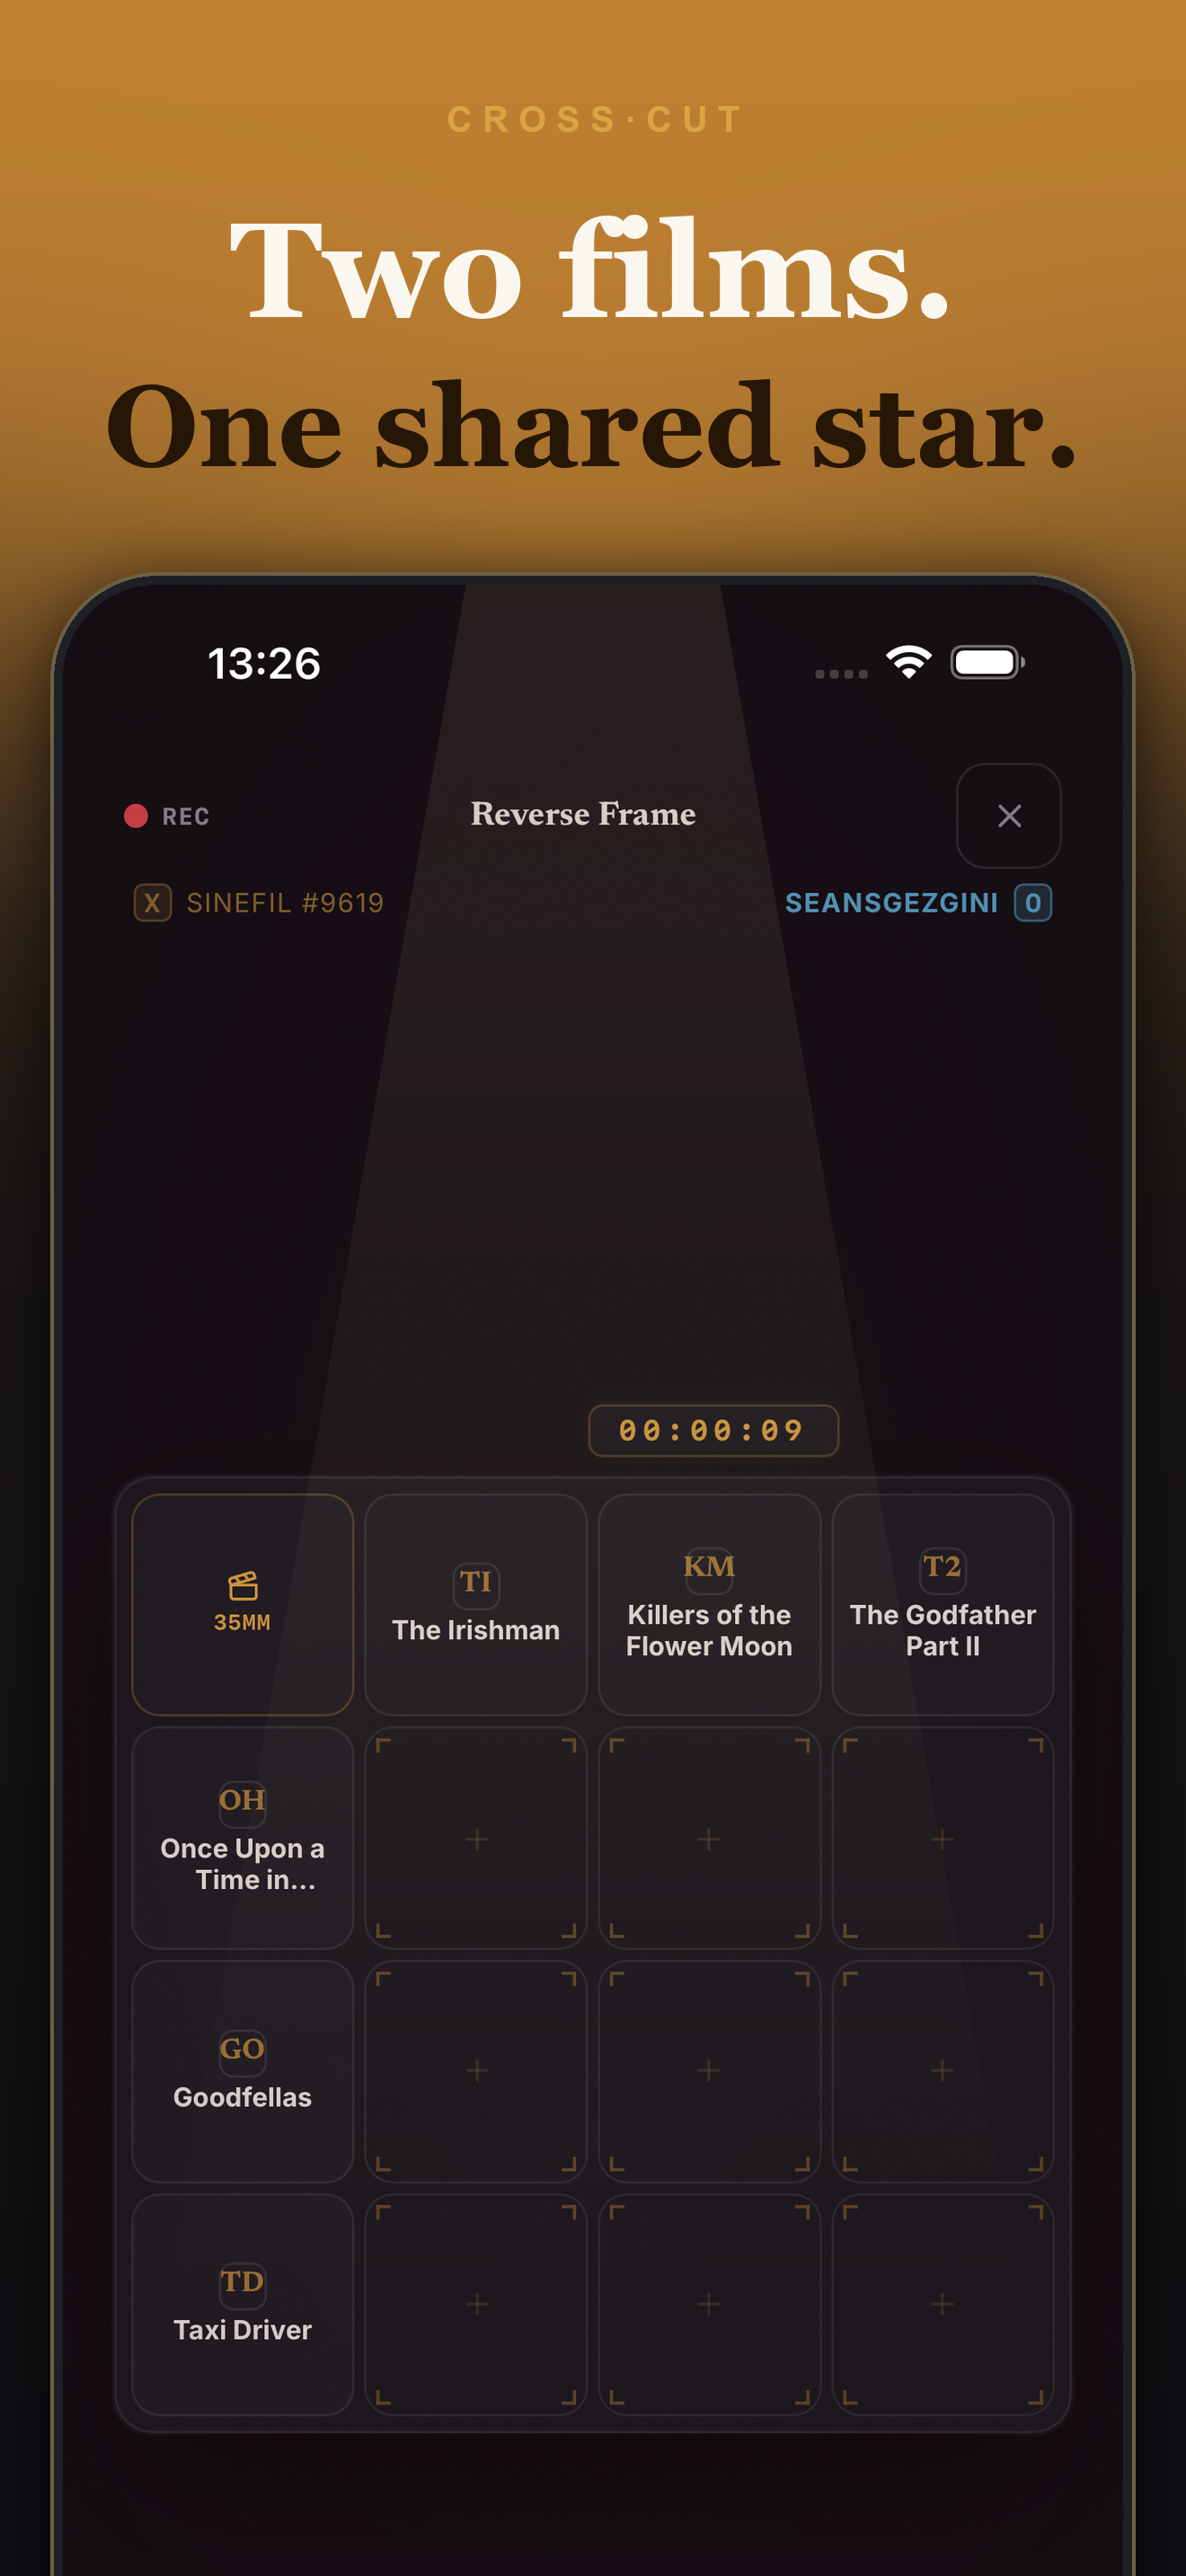 CROSS·CUT
Two films.
One shared star.
13:26
REC
Reverse Frame
X SINEFIL #9619
SEANSGEZGINI 0
00:00:09
35MM
TI
The Irishman
KM
Killers of the
Flower Moon
T2
The Godfather
Part II
OH
Once Upon a
Time in...
GO
Goodfellas
TD
Taxi Driver